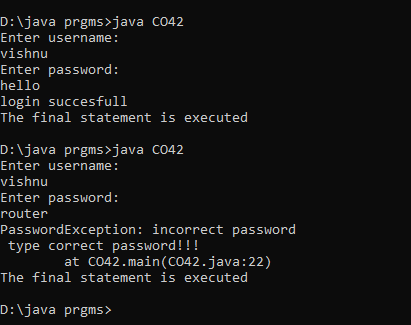 D:\java prgms>java CO42
Enter username:
vishnu
Enter password:
hello
login succesfull
The final statement is executed
D:\java prgms>java CO42
Enter username:
vishnu
Enter password:
router
PasswordException: incorrect password
 type correct password!!!
        at CO42.main(CO42.java:22)
The final statement is executed
D:\java prgms>